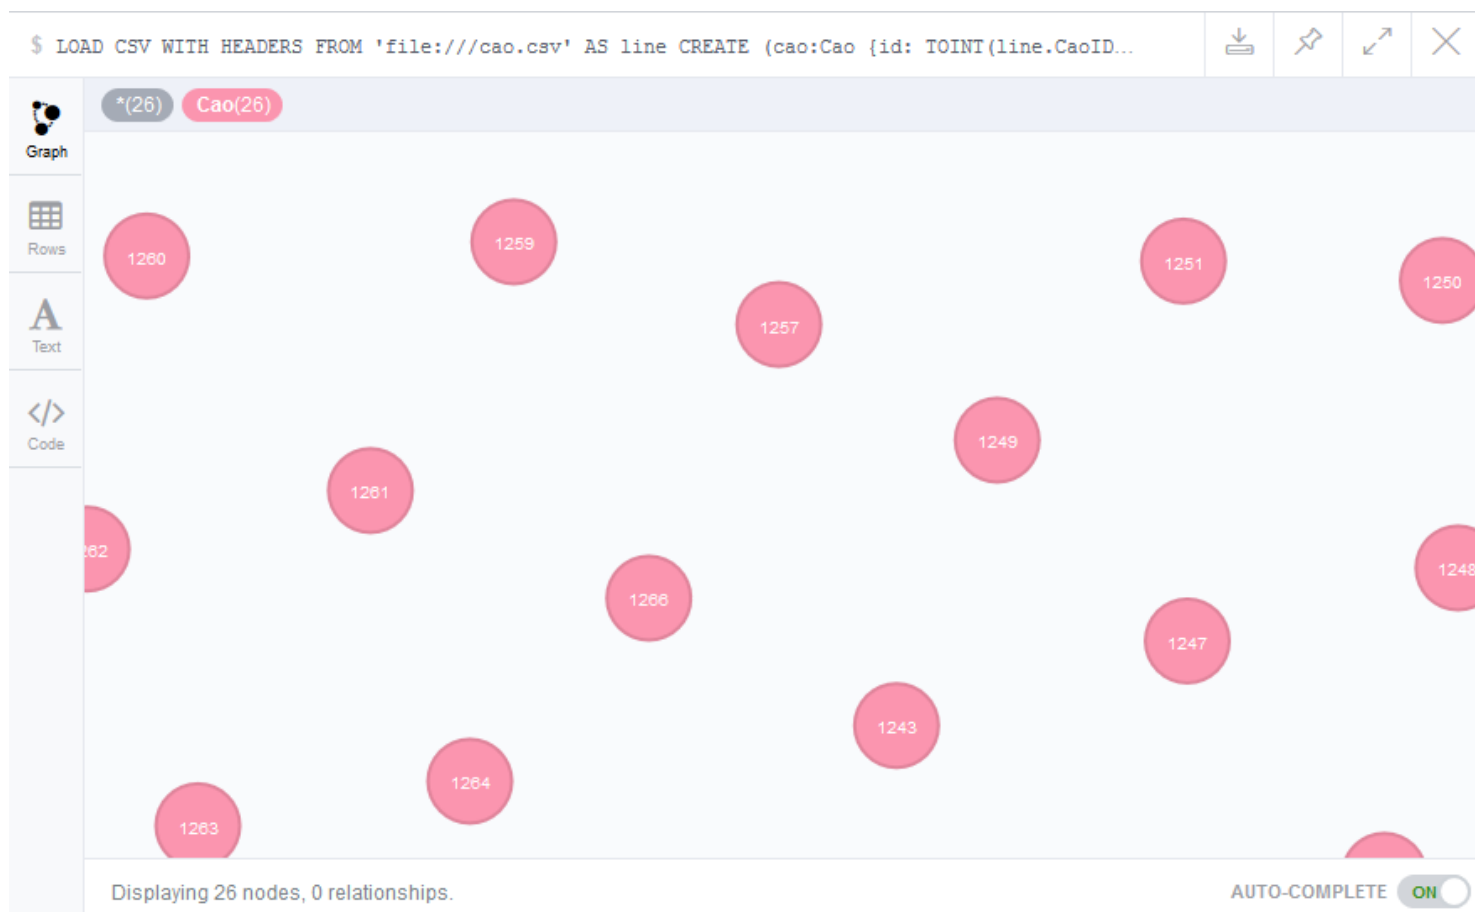 $ LOAD CSV WITH HEADERS FROM 'file:///cao.csv' AS line CREATE (cao:Cao {id: TOINT(line.CaoID...
*(26) Cao(26)
Graph
Rows
Text
Code
1260
1259
1251
1250
1257
1249
1261
262
1266
1248
1247
1243
1264
1263
Displaying 26 nodes, 0 relationships.
AUTO-COMPLETE ON